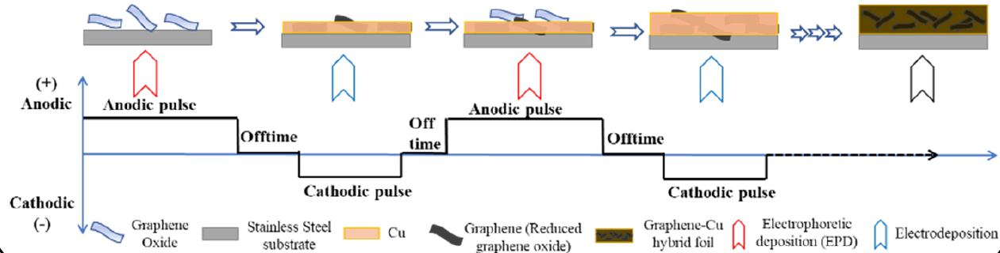 (+)
Anodic
Anodic pulse
Offtime
Cathodic pulse
Off
time
Anodic pulse
Offtime
Cathodic pulse
Cathodic
(-)
Graphene
Oxide
Stainless Steel
substrate
Cu
Graphene (Reduced
graphene oxide)
Graphene-Cu
hybrid foil
Electrophoretic
deposition (EPD)
Electrodeposition